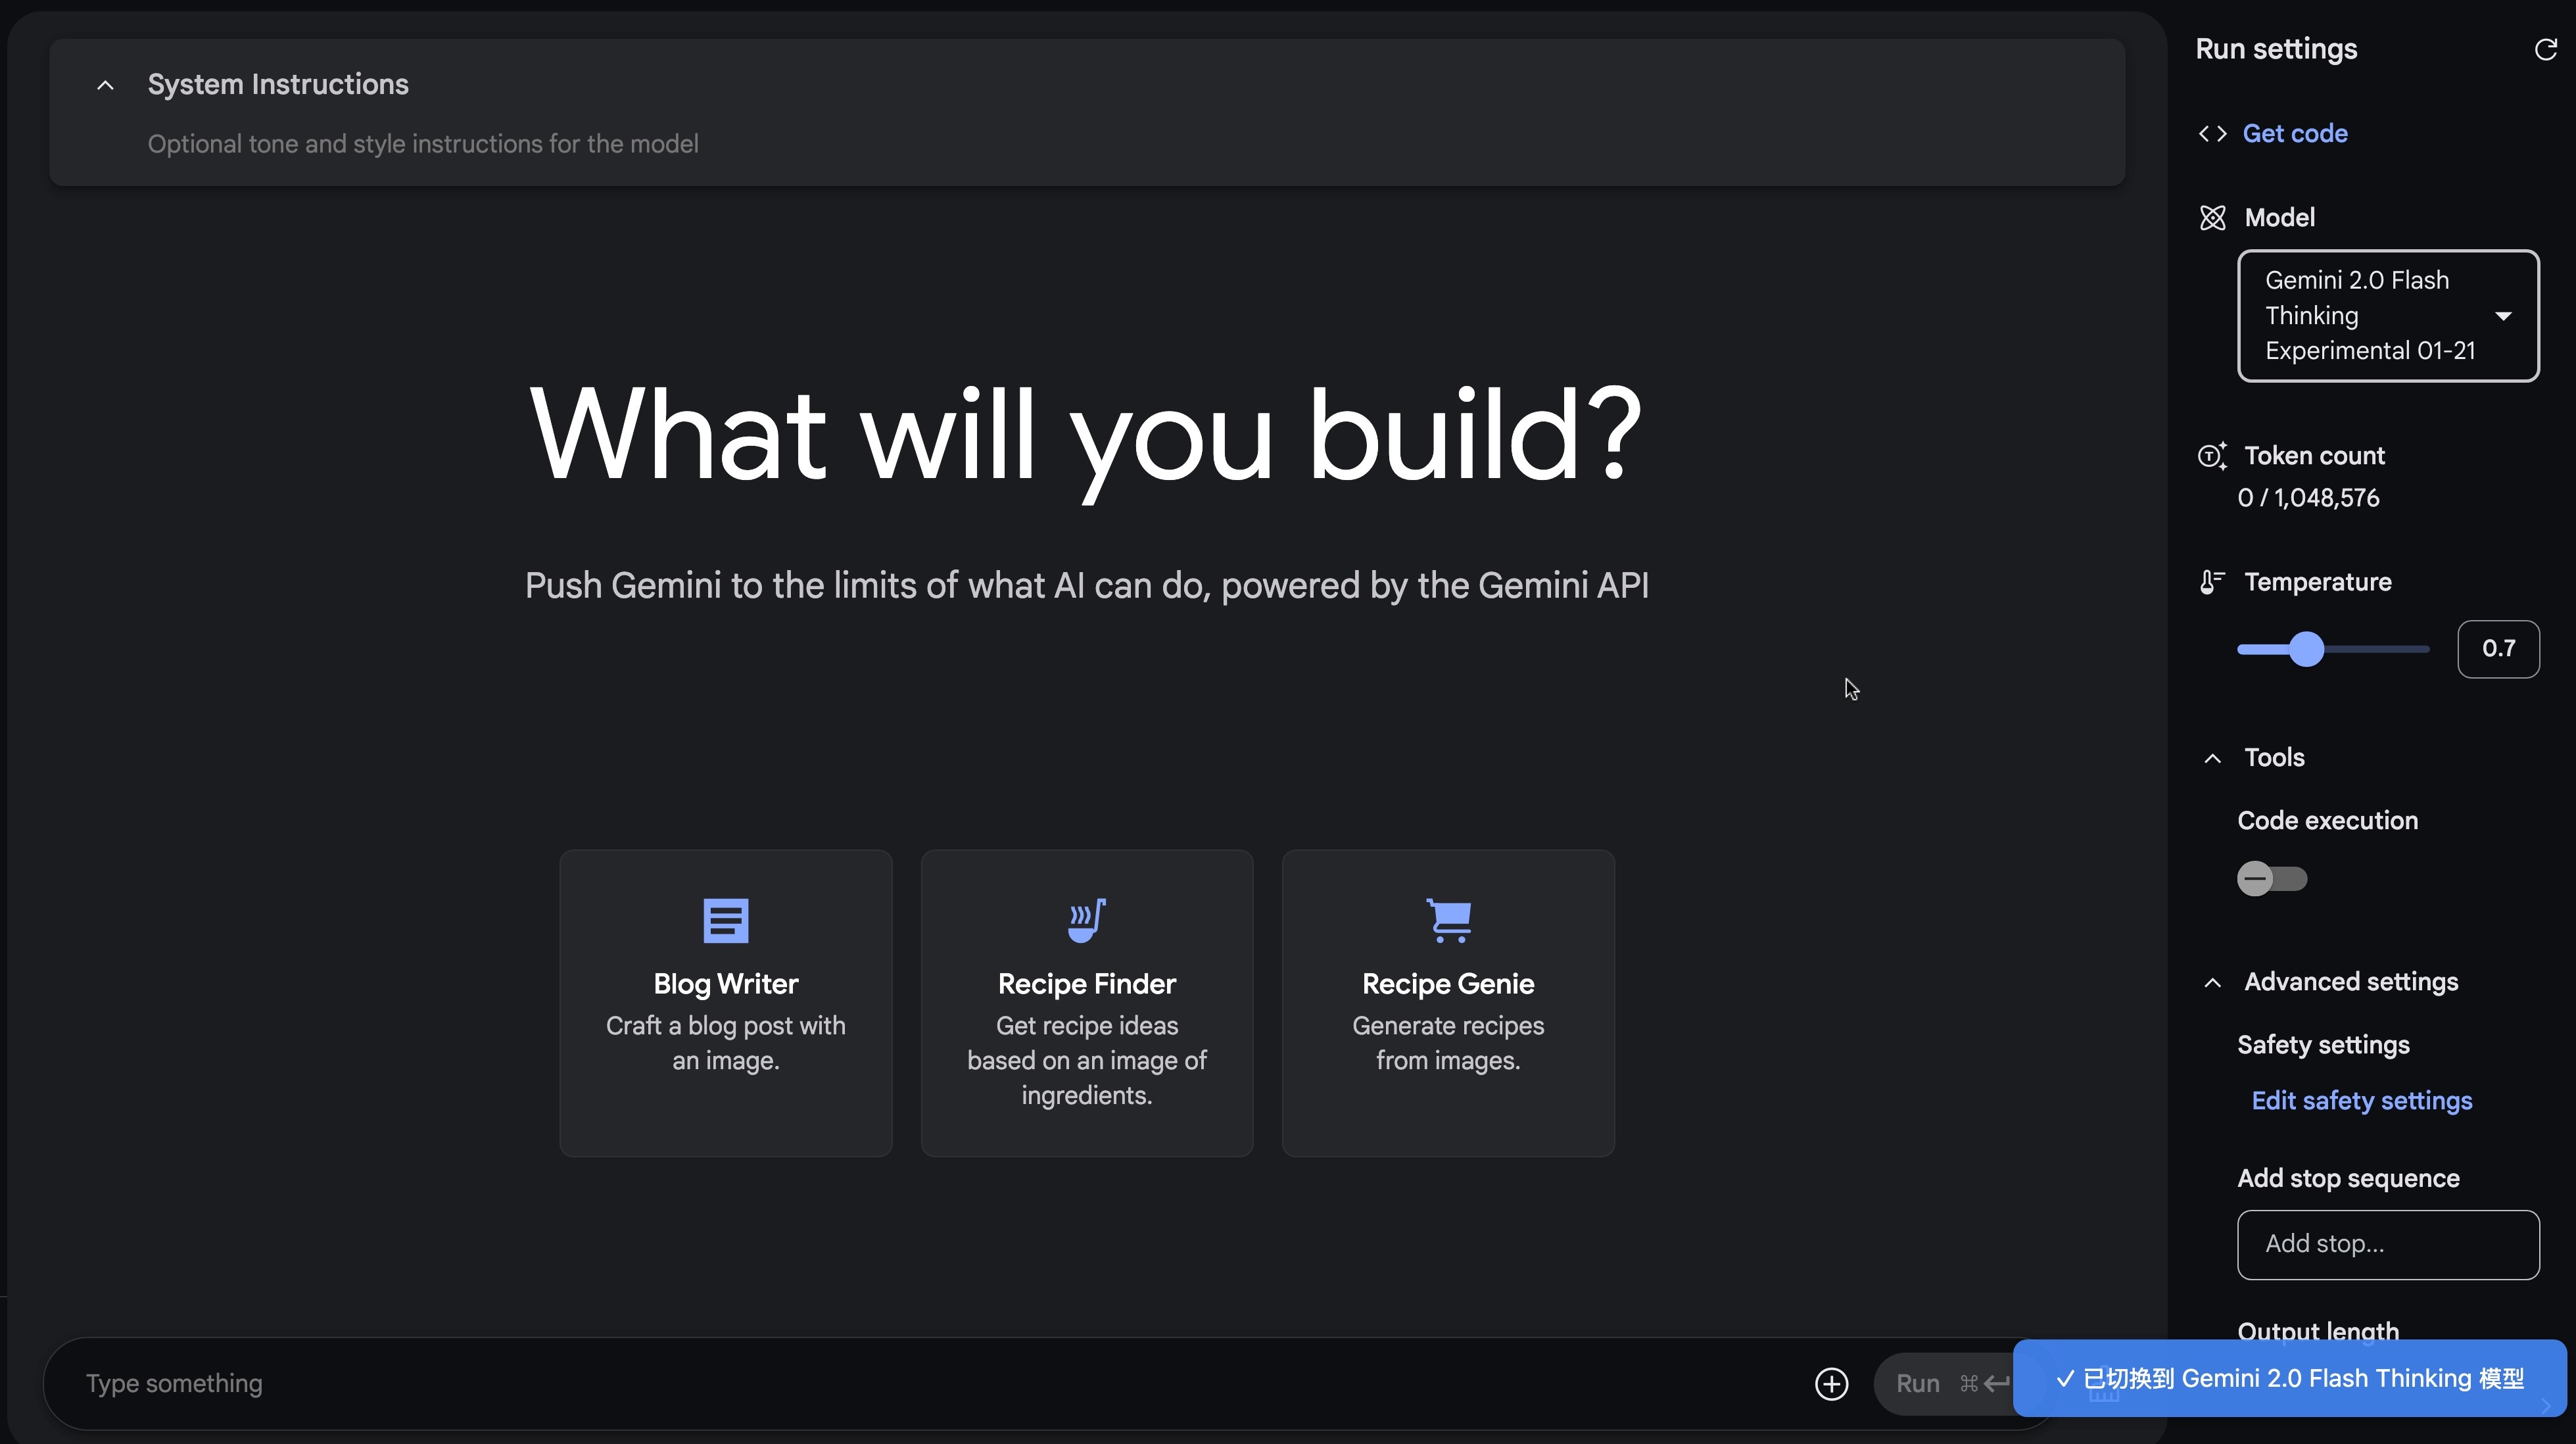 System Instructions
Optional tone and style instructions for the model
What will you build?
Push Gemini to the limits of what AI can do, powered by the Gemini API
Blog Writer
Craft a blog post with
an image.
Recipe Finder
Get recipe ideas
based on an image of
ingredients.
Recipe Genie
Generate recipes
from images.
Type something
Run ⌘↵
Run settings
Get code
Model
Gemini 2.0 Flash
Thinking
Experimental 01-21
Token count
0 / 1,048,576
Temperature
0.7
Tools
Code execution
Advanced settings
Safety settings
Edit safety settings
Add stop sequence
Add stop...
Output length
✓ 已切换到 Gemini 2.0 Flash Thinking 模型